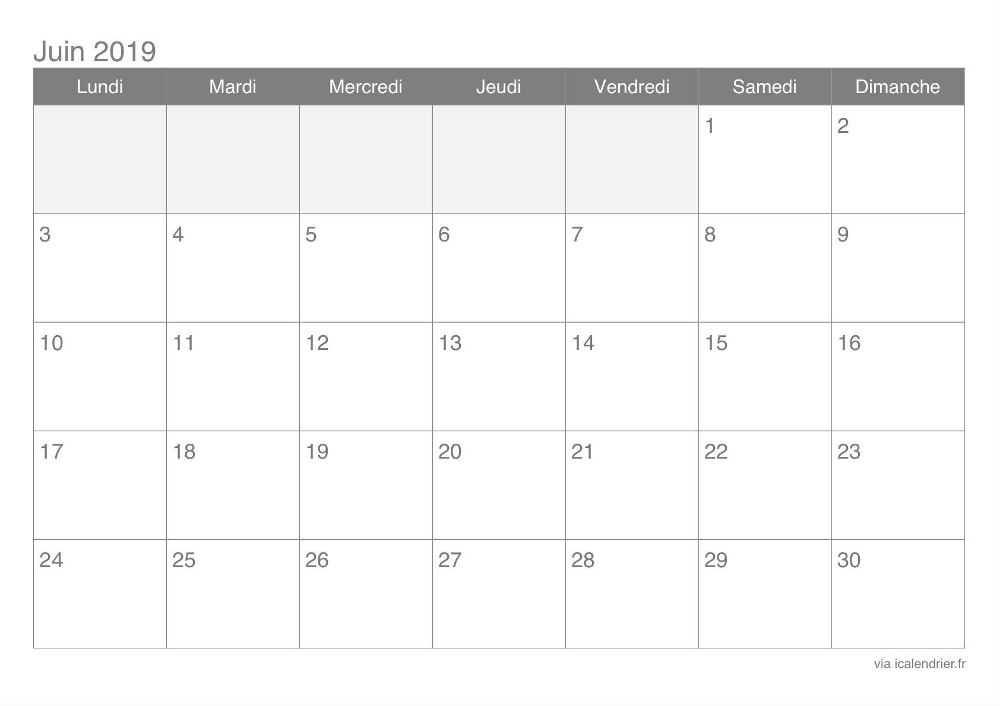 Juin 2019
Lundi Mardi Mercredi Jeudi Vendredi Samedi Dimanche
1 2
3 4 5 6 7 8 9
10 11 12 13 14 15 16
17 18 19 20 21 22 23
24 25 26 27 28 29 30
via icalendrier.fr